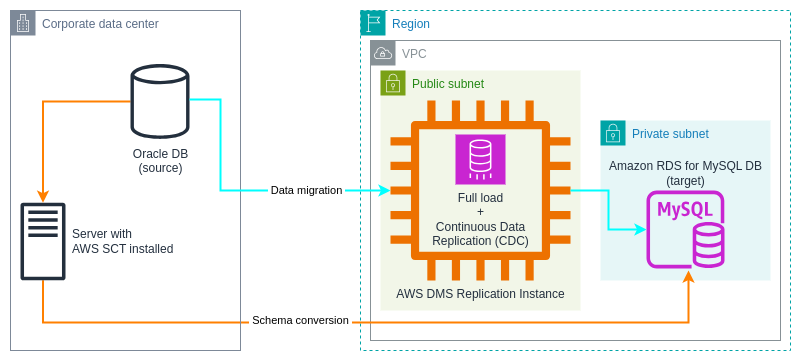 Corporate data center
Region
VPC
Public subnet
Private subnet
Oracle DB
(source)
Amazon RDS for MySQL DB
(target)
MySQL
Data migration
Full load
+
Continuous Data
Replication (CDC)
Server with
AWS SCT installed
AWS DMS Replication Instance
Schema conversion